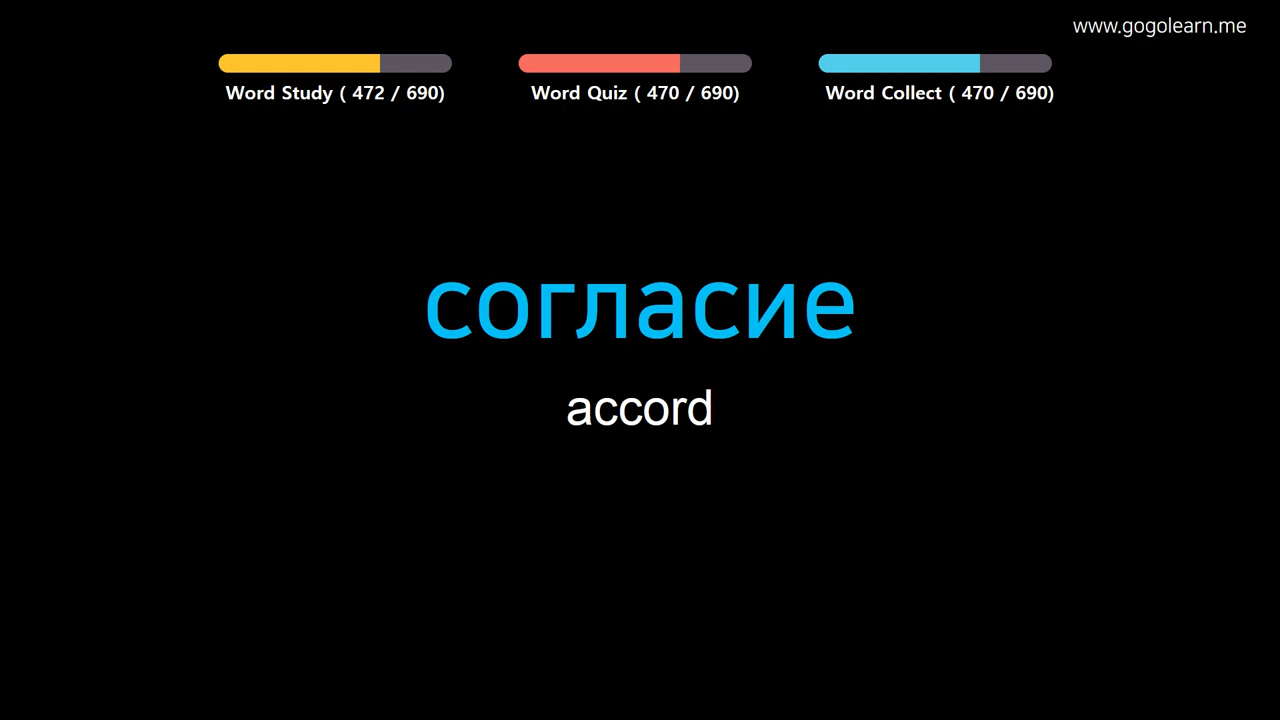 www.gogolearn.me
Word Study ( 472 / 690)
Word Quiz ( 470 / 690)
Word Collect ( 470 / 690)
согласие
accord